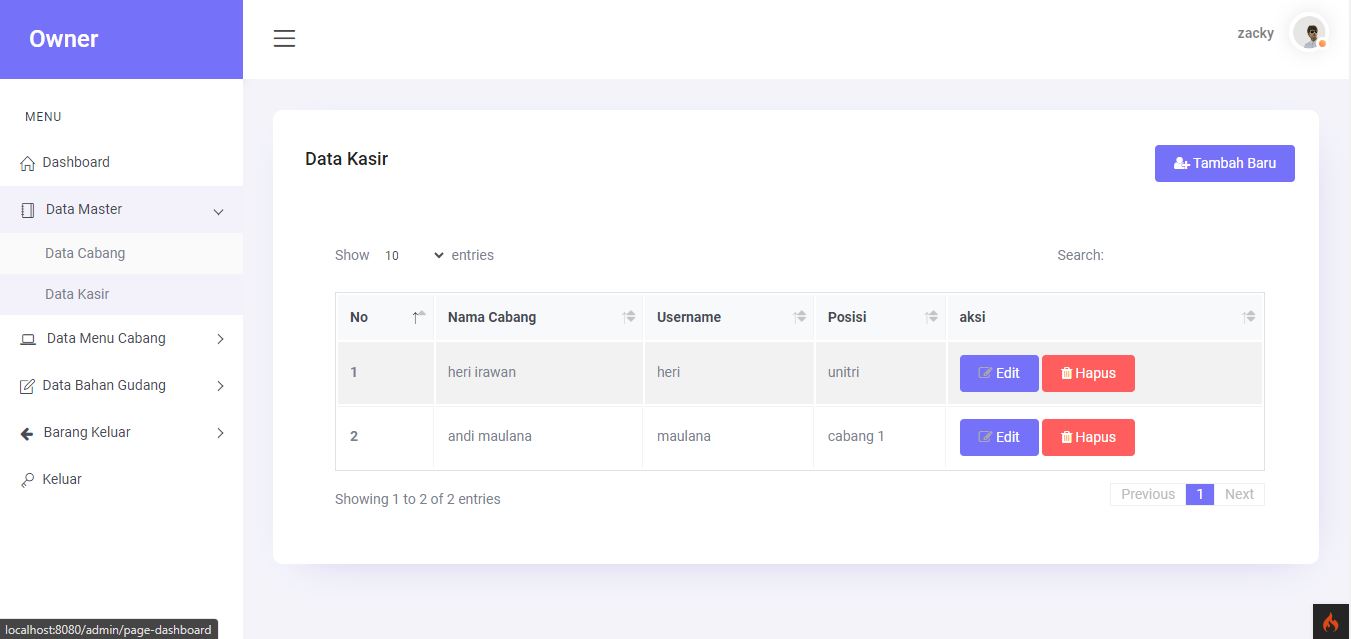 Owner
zacky
MENU
Dashboard
Data Master
Data Cabang
Data Kasir
Data Menu Cabang
Data Bahan Gudang
Barang Keluar
Keluar
Data Kasir
Tambah Baru
Show 10 entries
Search:
No Nama Cabang Username Posisi aksi
1 heri irawan heri unitri Edit Hapus
2 andi maulana maulana cabang 1 Edit Hapus
Showing 1 to 2 of 2 entries
Previous 1 Next
localhost:8080/admin/page-dashboard